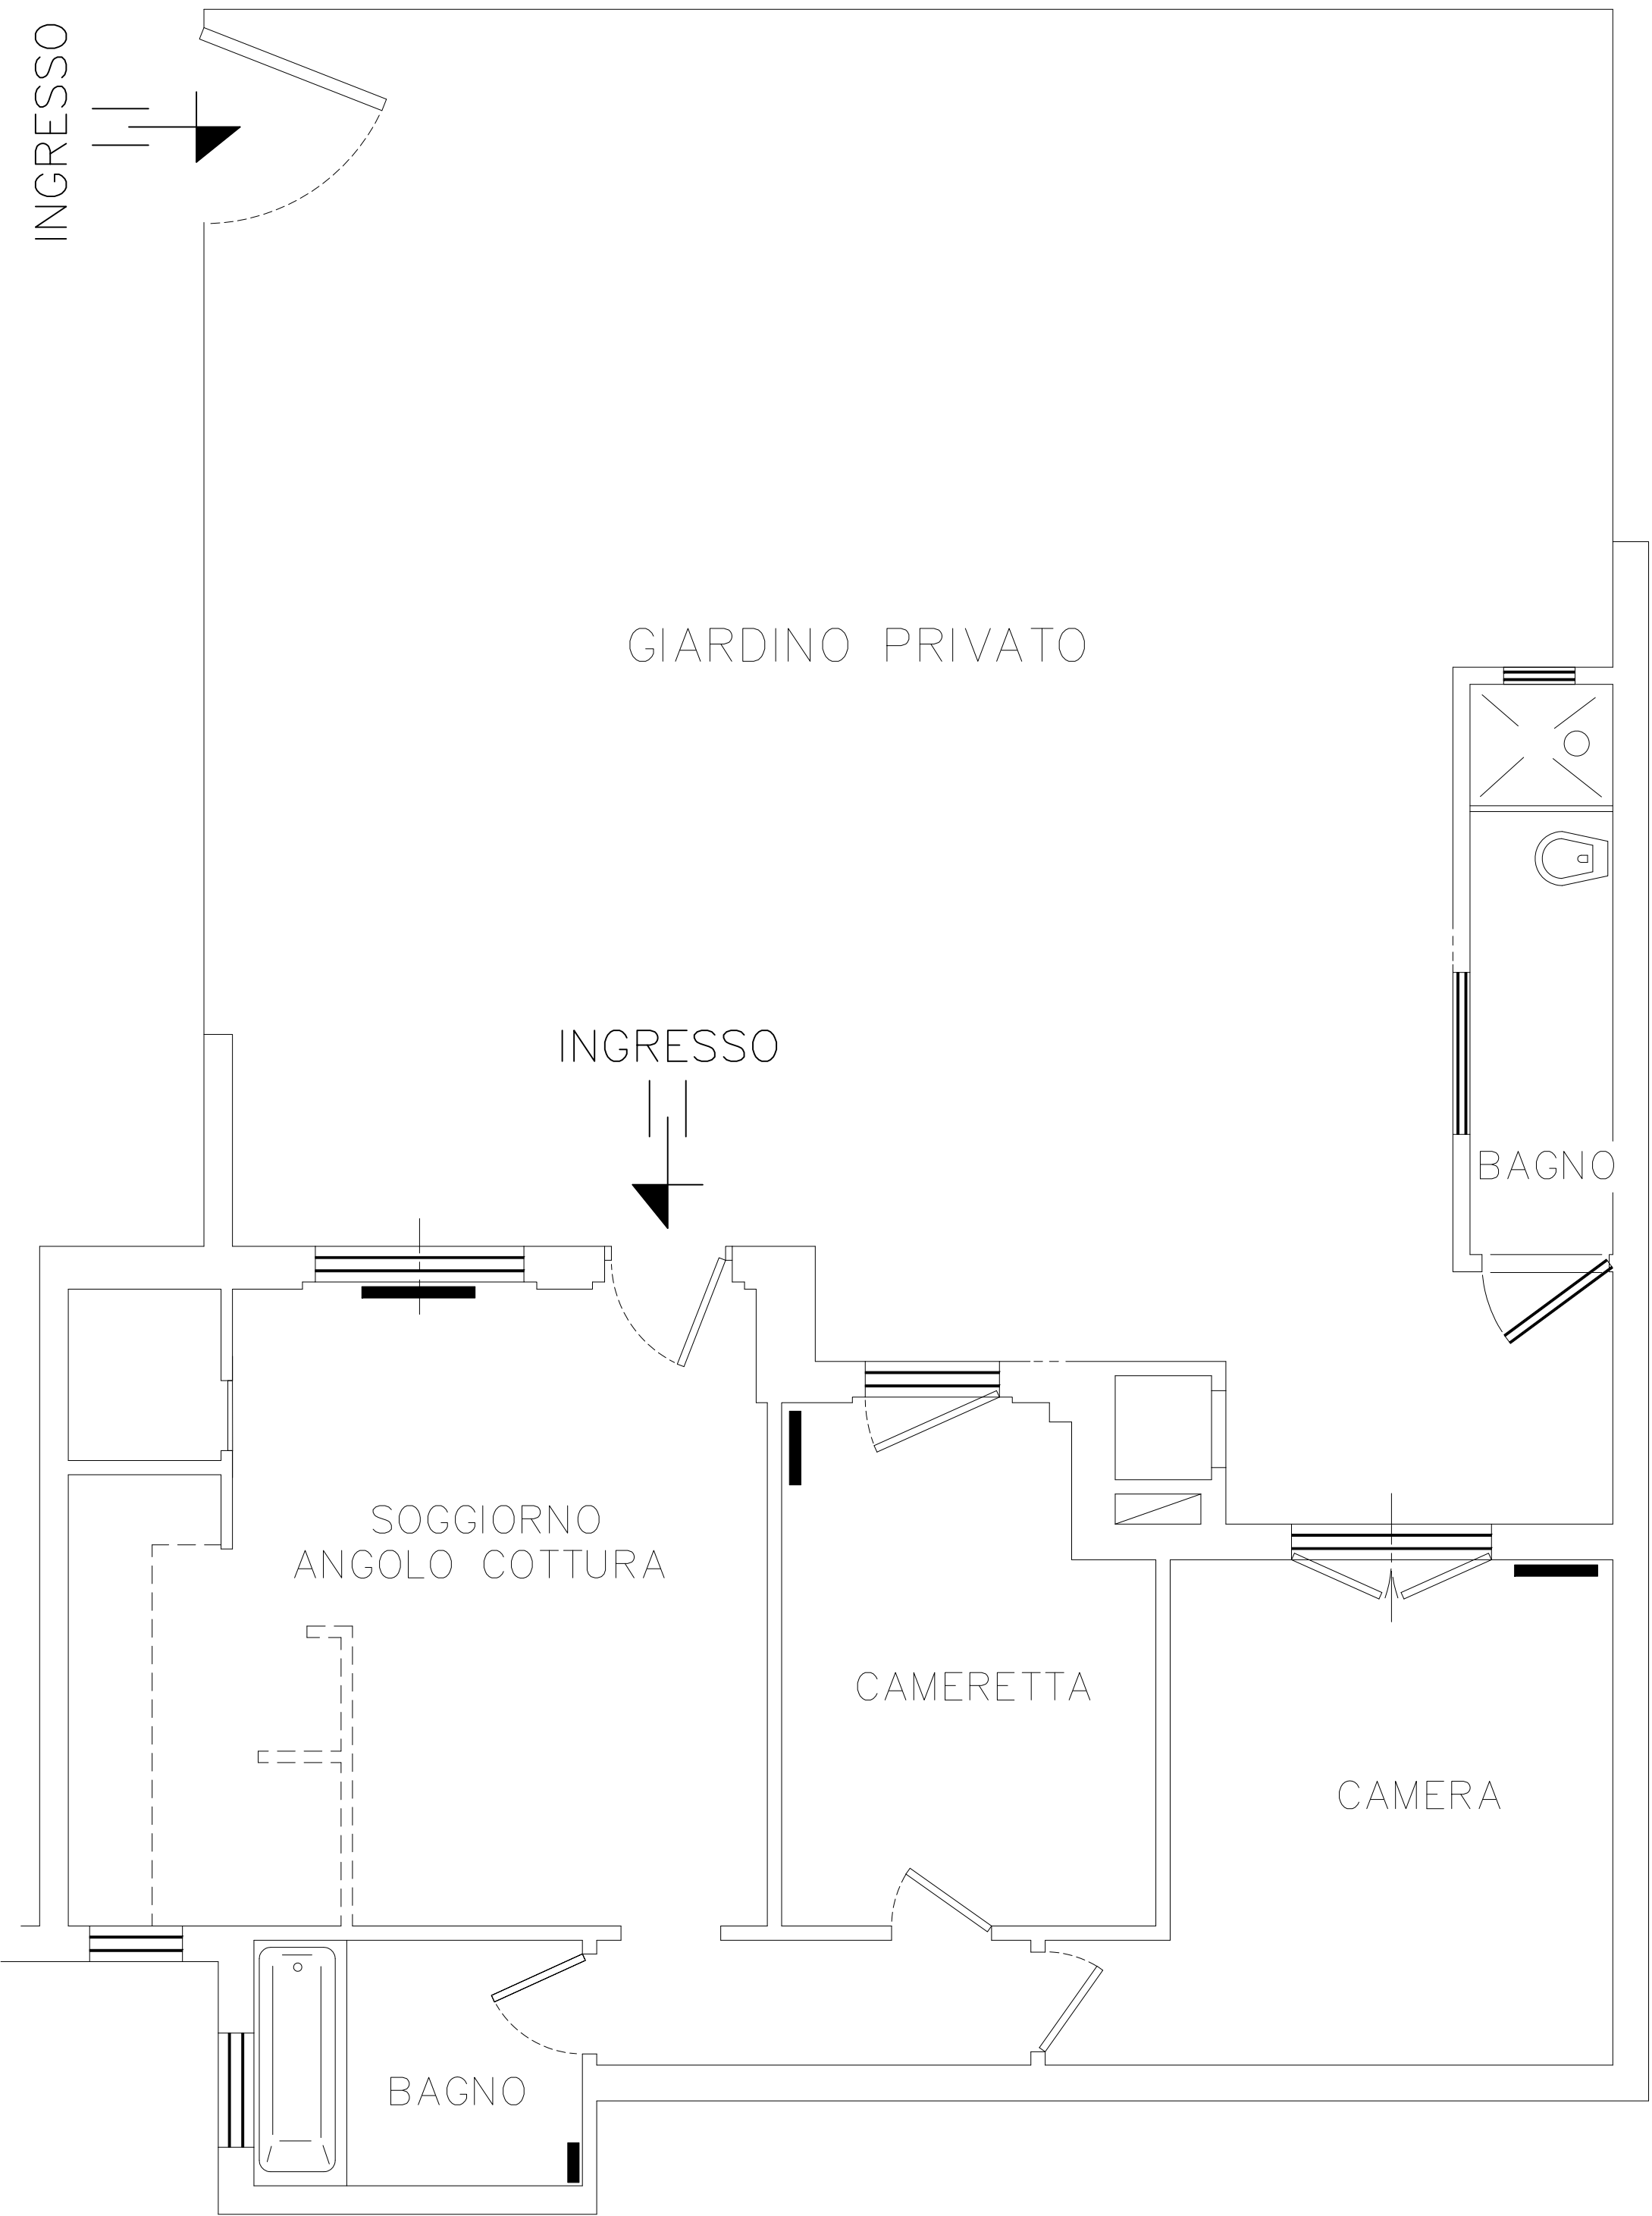 INGRESSO
GIARDINO PRIVATO
INGRESSO
BAGNO
SOGGIORNO
ANGOLO COTTURA
CAMERETTA
CAMERA
BAGNO